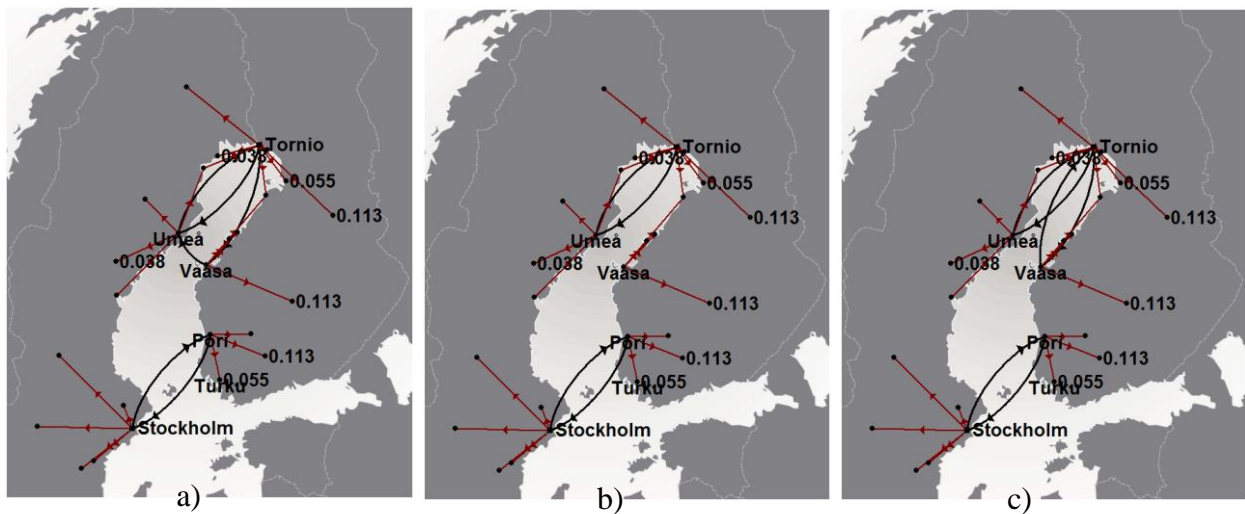 Tornio
0.038
0.055
0.113
Umeå
0.038
Vaasa
0.113
Pori
0.113
0.055
Turku
Stockholm
a)
Tornio
0.038
0.055
0.113
Umeå
0.038
Vaasa
0.113
Pori
0.113
0.055
Turku
Stockholm
b)
Tornio
0.038
0.055
0.113
Umeå
0.038
Vaasa
0.113
Pori
0.113
0.055
Turku
Stockholm
c)